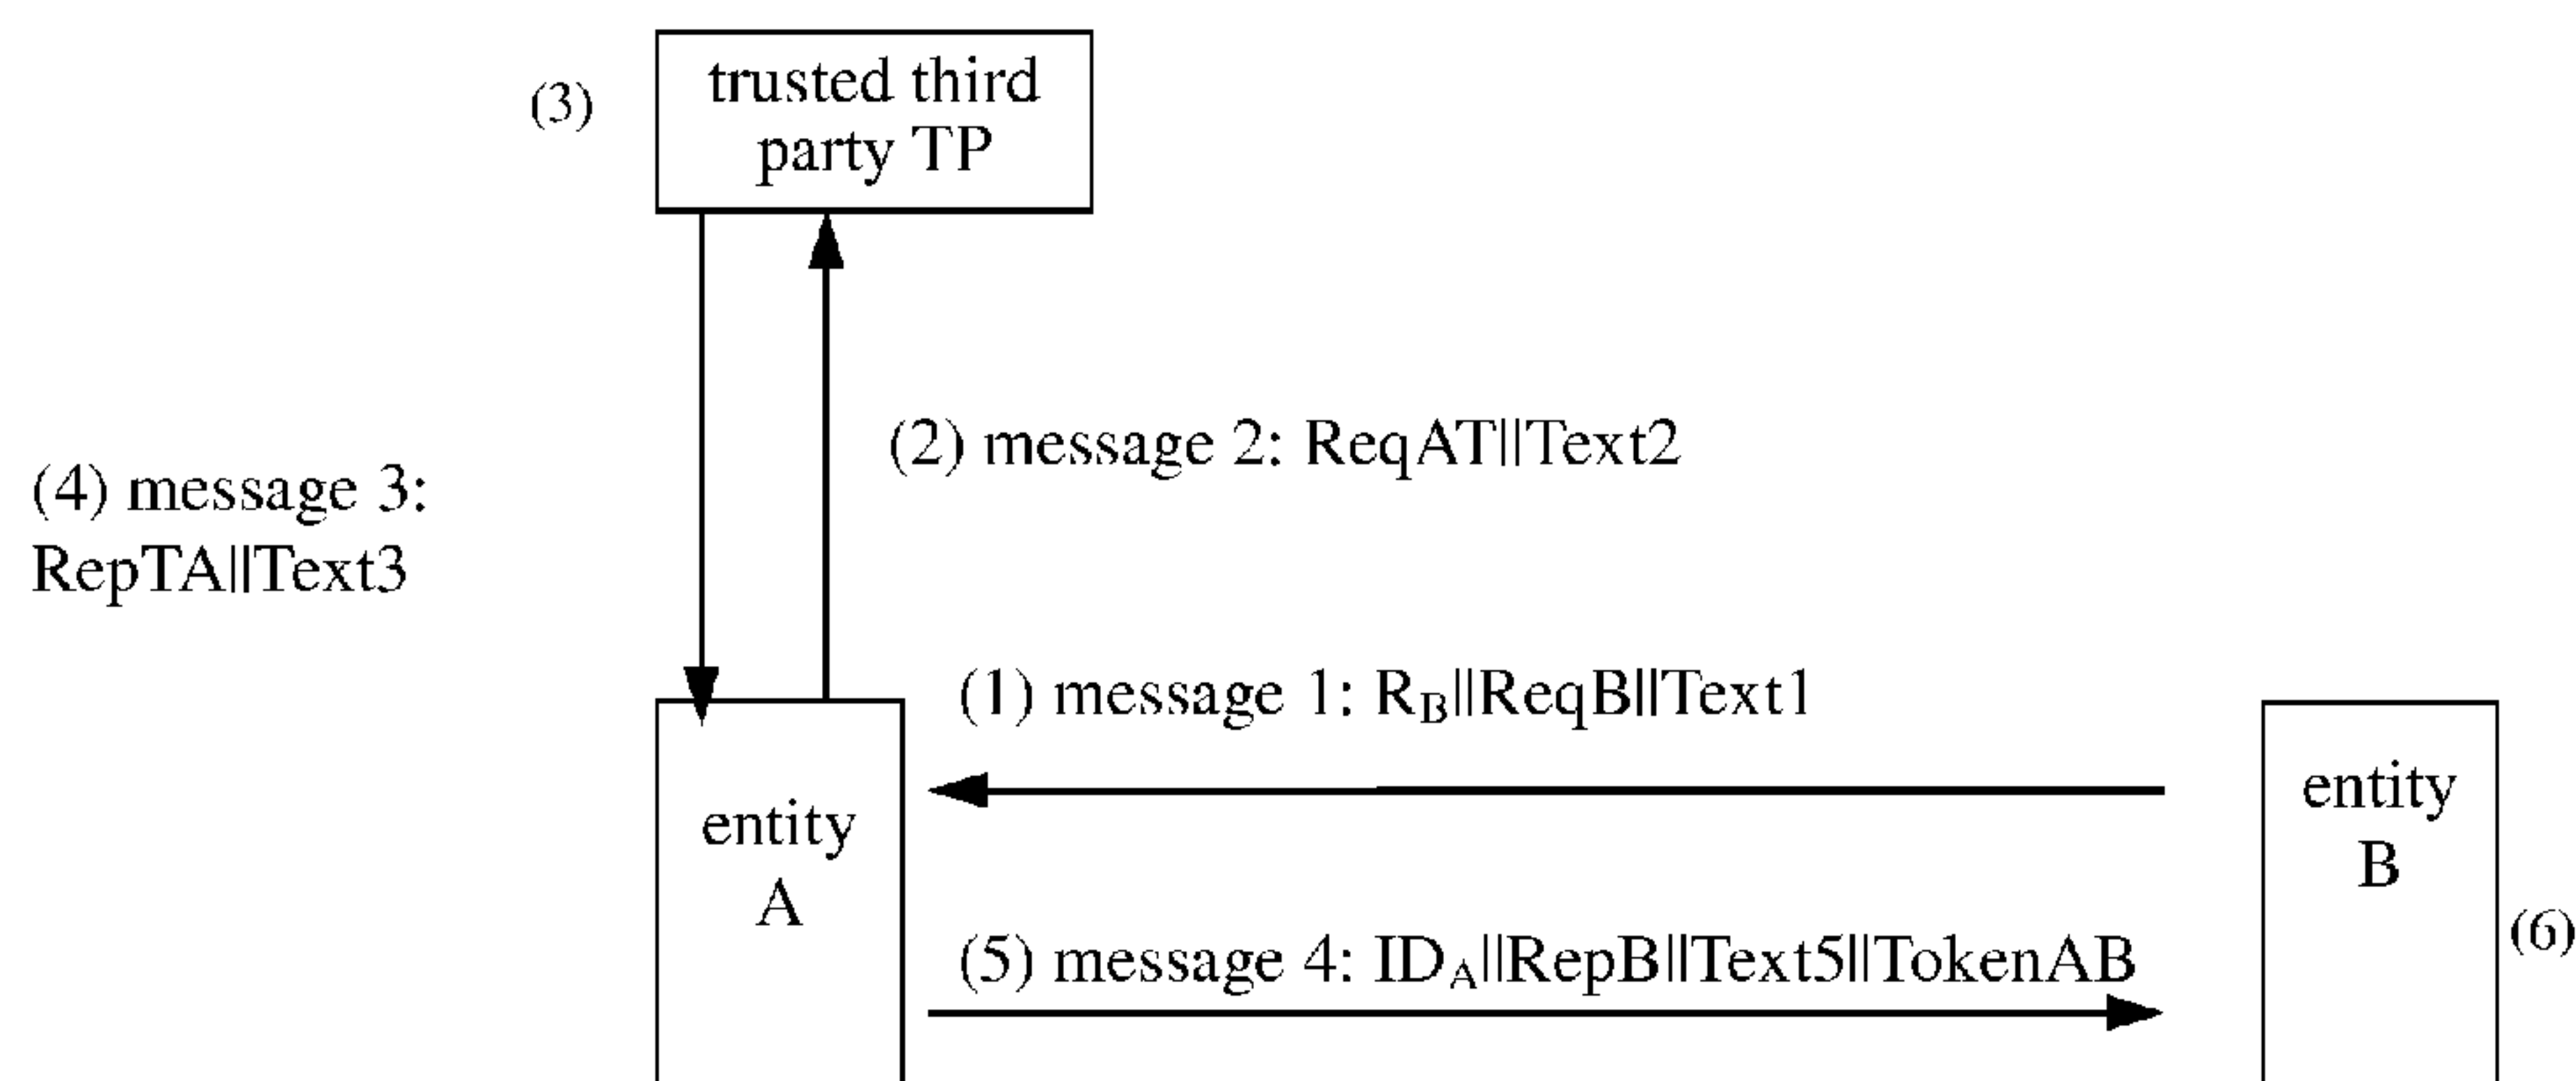 (3)
trusted third
party TP
(2) message 2: ReqAT||Text2
(4) message 3:
RepTA||Text3
(1) message 1: R_B||ReqB||Text1
entity
A
entity
B
(5) message 4: ID_A||RepB||Text5||TokenAB
(6)